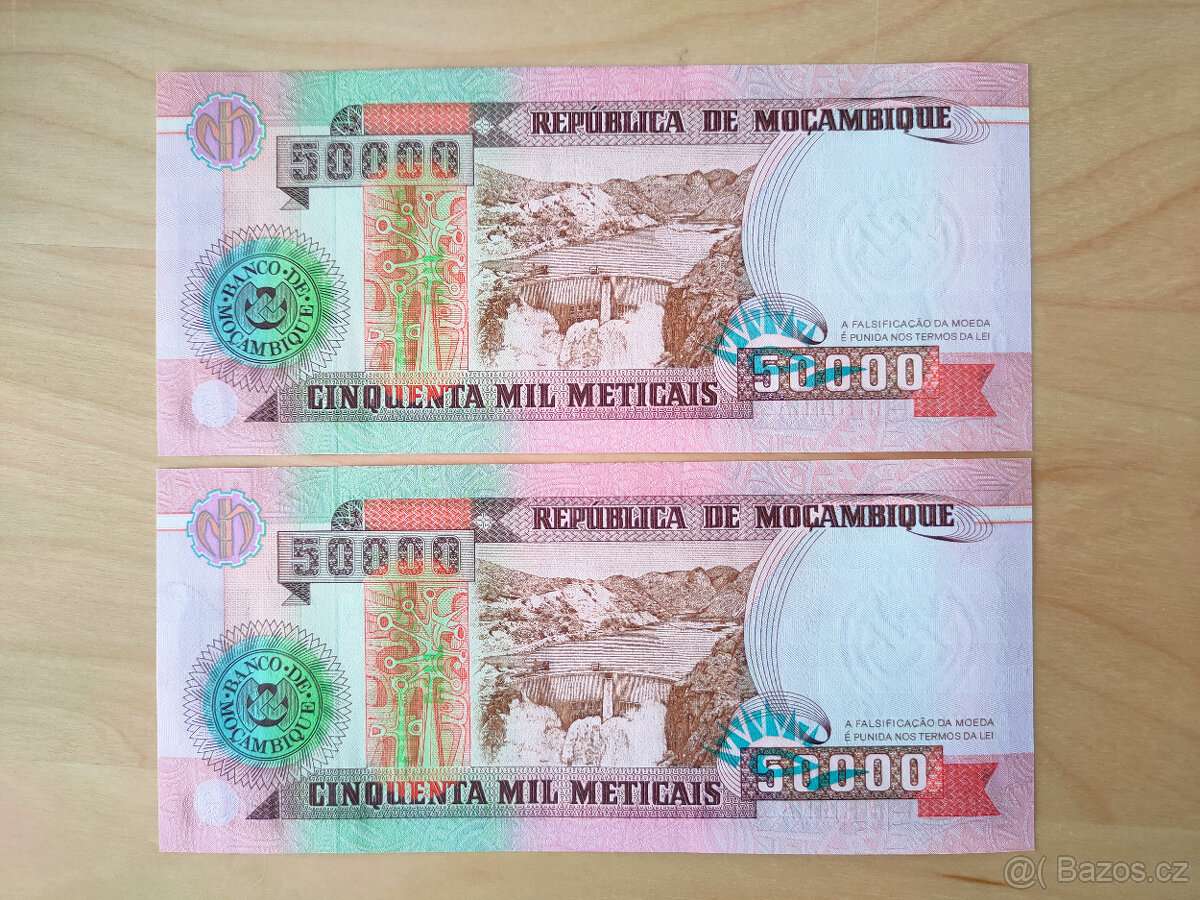 REPÚBLICA DE MOÇAMBIQUE
50000
BANCO DE MOÇAMBIQUE
A FALSIFICAÇÃO DA MOEDA
É PUNIDA NOS TERMOS DA LEI
50000
CINQUENTA MIL METICAIS
REPÚBLICA DE MOÇAMBIQUE
50000
BANCO DE MOÇAMBIQUE
A FALSIFICAÇÃO DA MOEDA
É PUNIDA NOS TERMOS DA LEI
50000
CINQUENTA MIL METICAIS
@( Bazos.cz